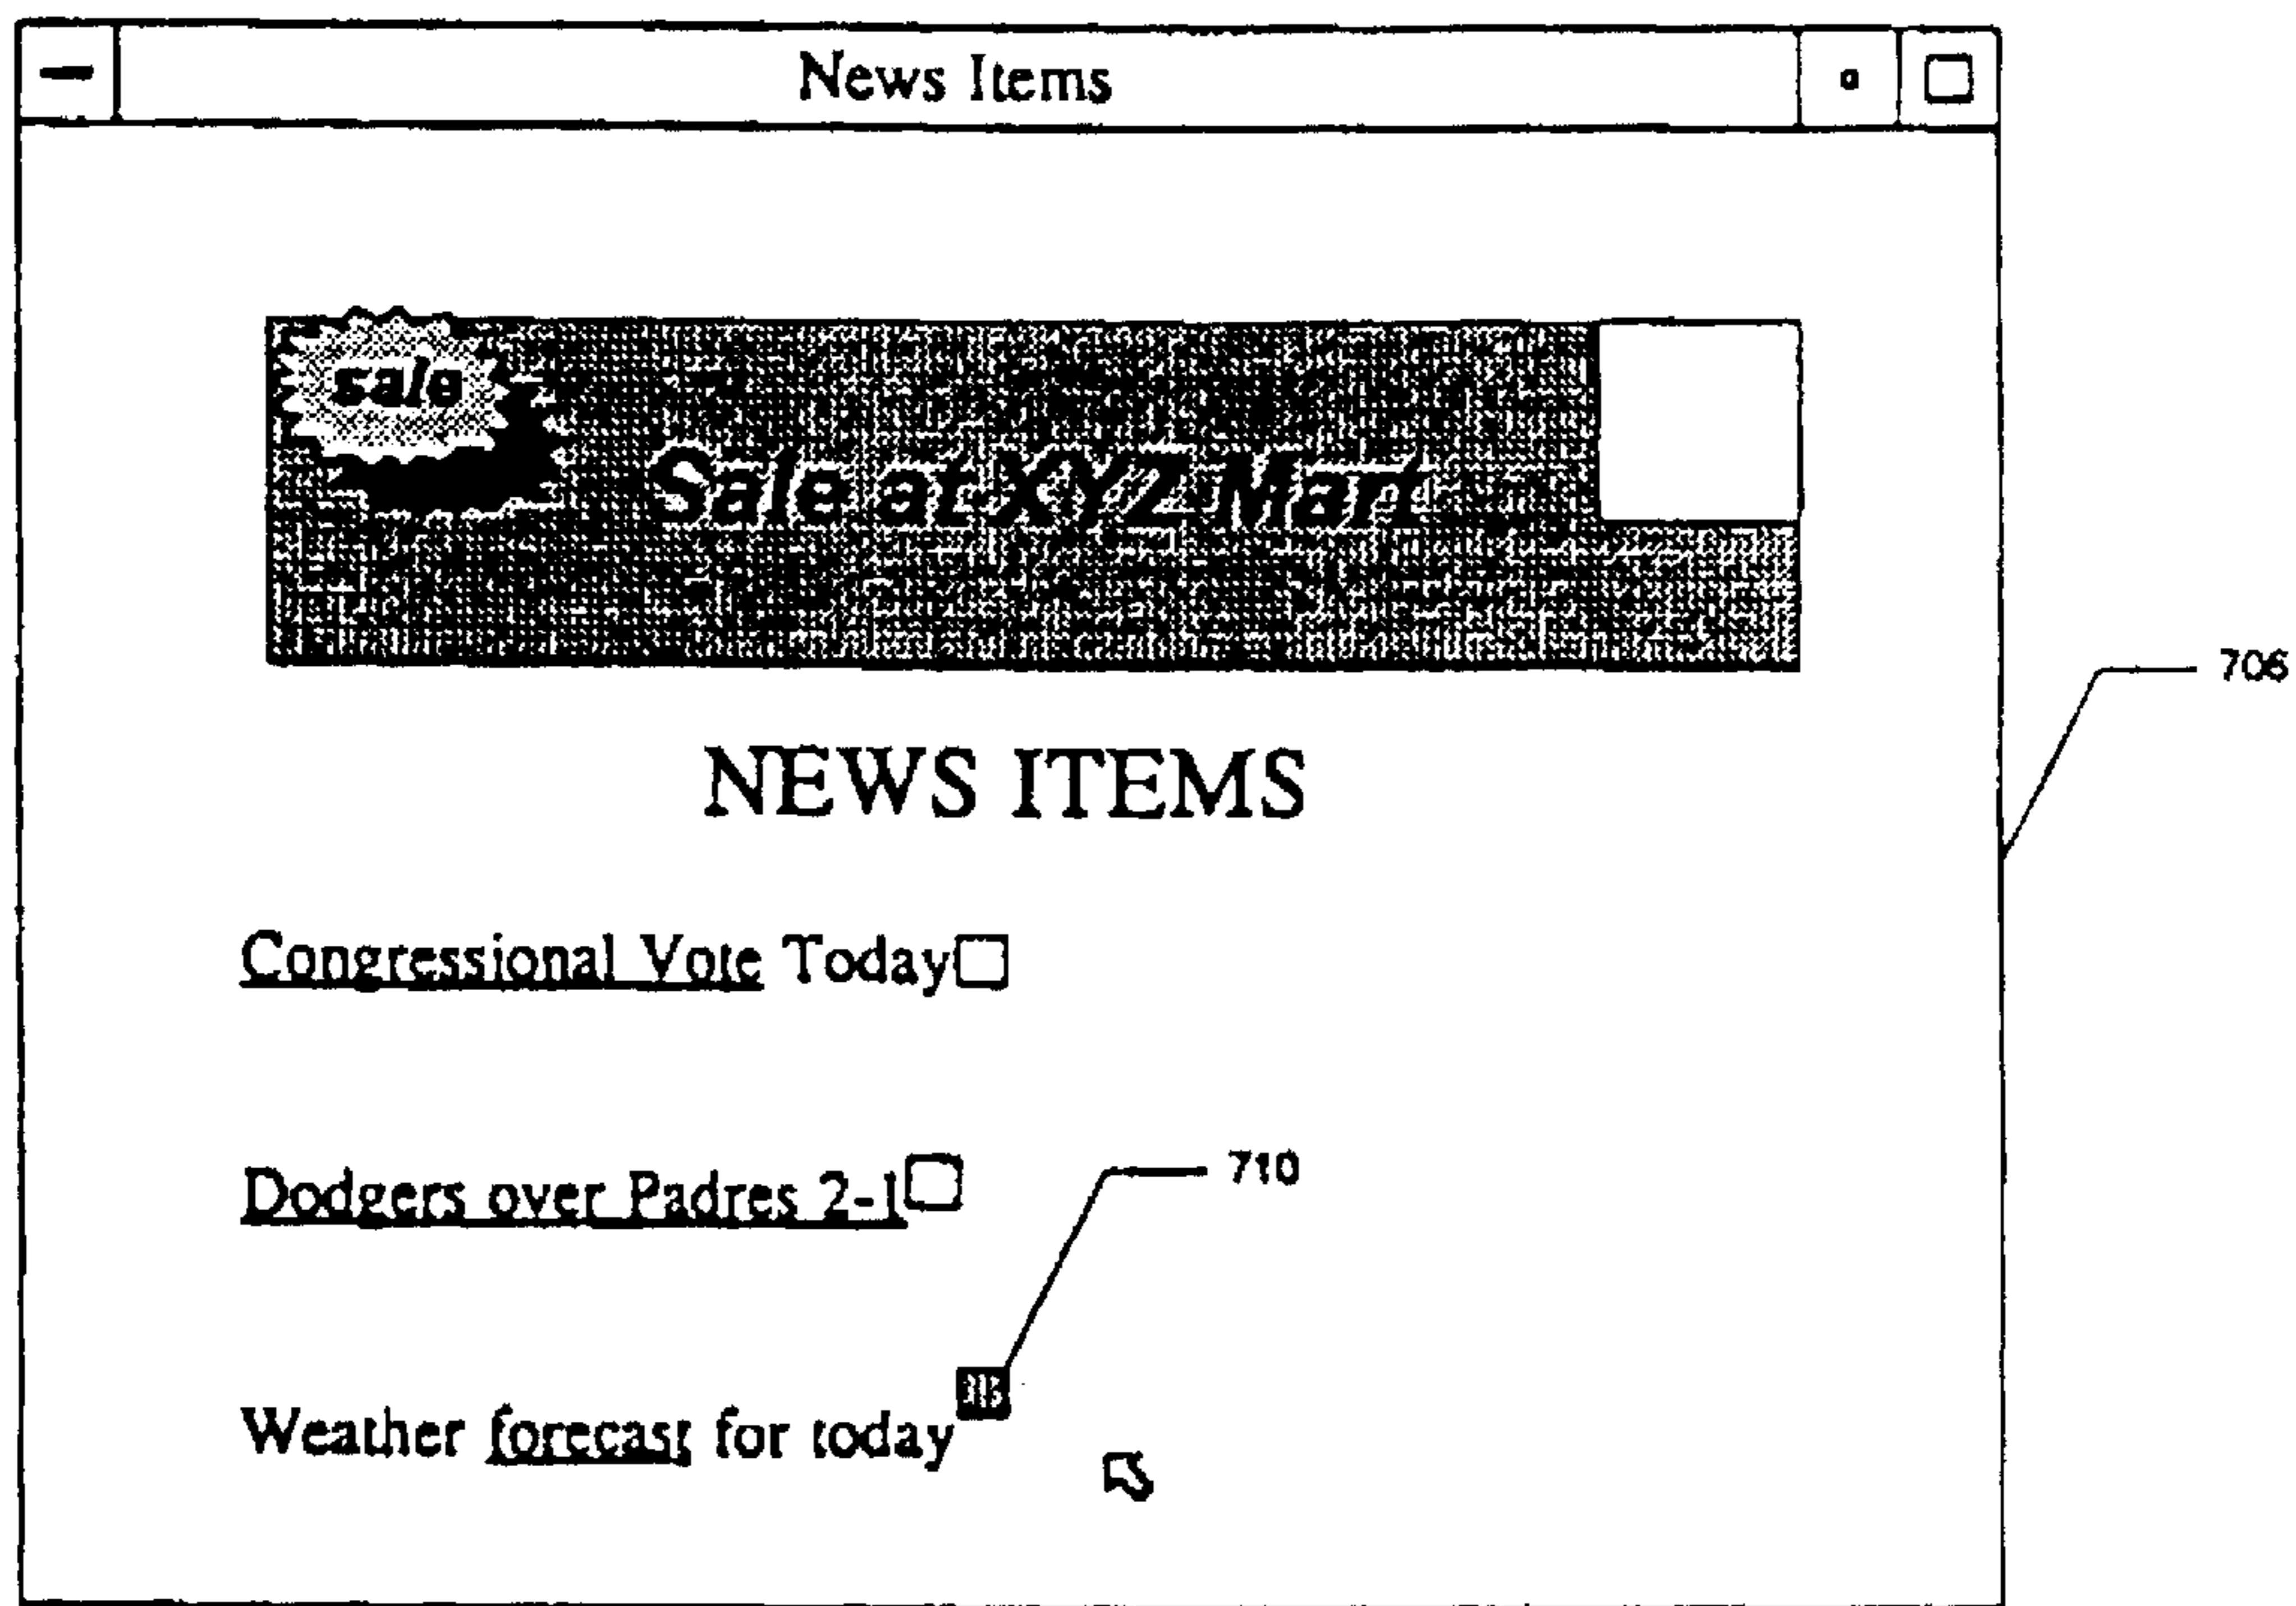 News Items
sale
Sale at XYZ Mart
706
NEWS ITEMS
Congressional Vote Today
Dodgers over Padres 2-1
710
Weather forecast for today